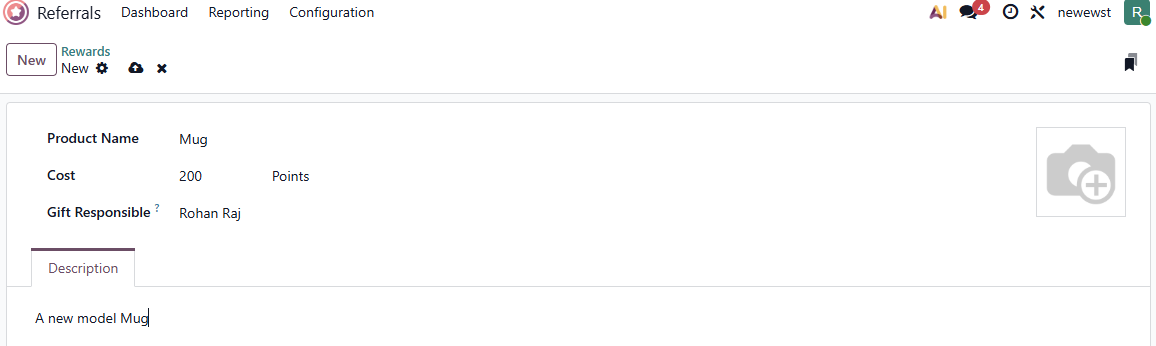 Referrals Dashboard Reporting Configuration AI 4 newewst R
New Rewards
New
Product Name Mug
Cost 200 Points
Gift Responsible ? Rohan Raj
Description
A new model Mug